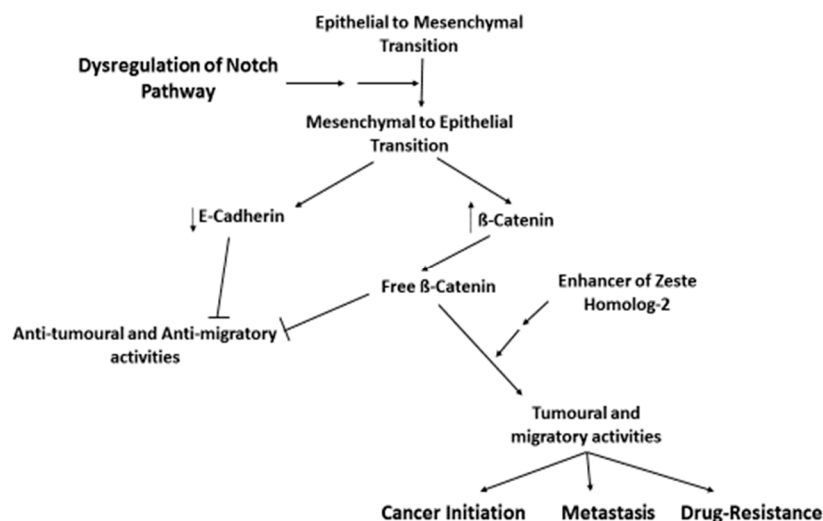 Epithelial to Mesenchymal
Transition
Dysregulation of Notch
Pathway
Mesenchymal to Epithelial
Transition
E-Cadherin
ß-Catenin
Free ß-Catenin
Enhancer of Zeste
Homolog-2
Anti-tumoural and Anti-migratory
activities
Tumoural and
migratory activities
Cancer Initiation
Metastasis
Drug-Resistance